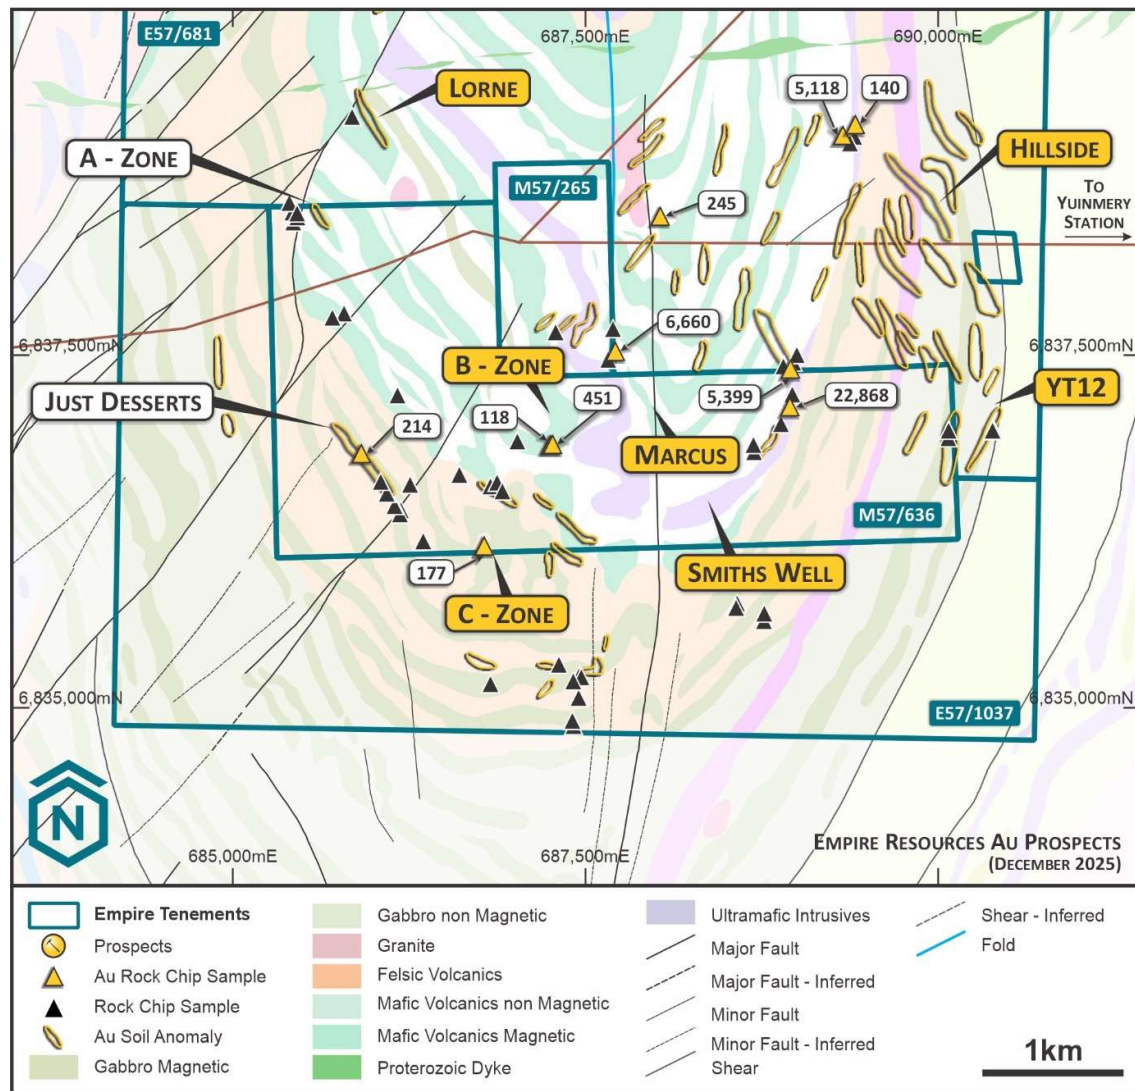 E57/681
687,500mE
690,000mE
LORNE
5,118
140
A - ZONE
HILLSIDE
M57/265
TO
YUINMERY
STATION
245
6,837,500mN
6,660
6,837,500mN
B - ZONE
JUST DESSERTS
451
5,399
22,868
YT12
118
214
MARCUS
M57/636
177
SMITHS WELL
C - ZONE
6,835,000mN
6,835,000mN
E57/1037
N
685,000mE
687,500mE
EMPIRE RESOURCES AU PROSPECTS
(DECEMBER 2025)
Empire Tenements
Prospects
Au Rock Chip Sample
Rock Chip Sample
Au Soil Anomaly
Gabbro Magnetic
Gabbro non Magnetic
Granite
Felsic Volcanics
Mafic Volcanics non Magnetic
Mafic Volcanics Magnetic
Proterozoic Dyke
Ultramafic Intrusives
Major Fault
Major Fault - Inferred
Minor Fault
Minor Fault - Inferred
Shear
Shear - Inferred
Fold
1km